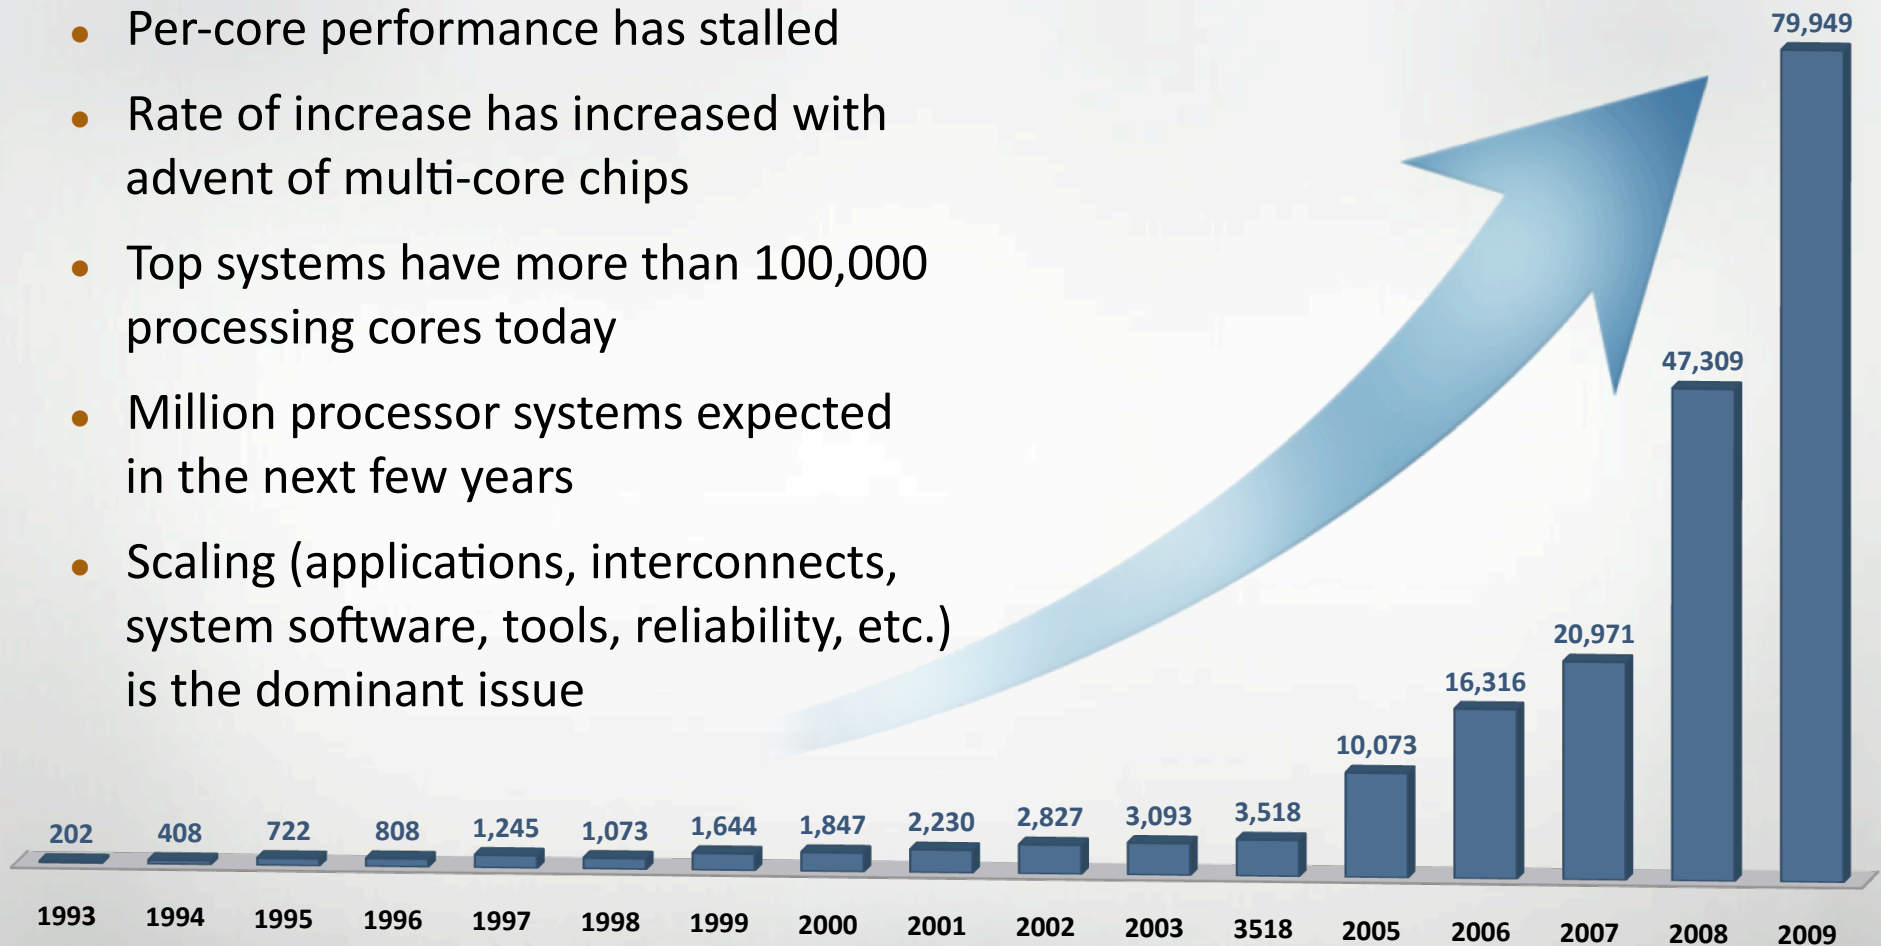 Per-core performance has stalled
Rate of increase has increased with
advent of multi-core chips
Top systems have more than 100,000
processing cores today
Million processor systems expected
in the next few years
Scaling (applications, interconnects,
system software, tools, reliability, etc.)
is the dominant issue
202 408 722 808 1,245 1,073 1,644 1,847 2,230 2,827 3,093 3,518 10,073 16,316 20,971 47,309 79,949
1993 1994 1995 1996 1997 1998 1999 2000 2001 2002 2003 3518 2005 2006 2007 2008 2009